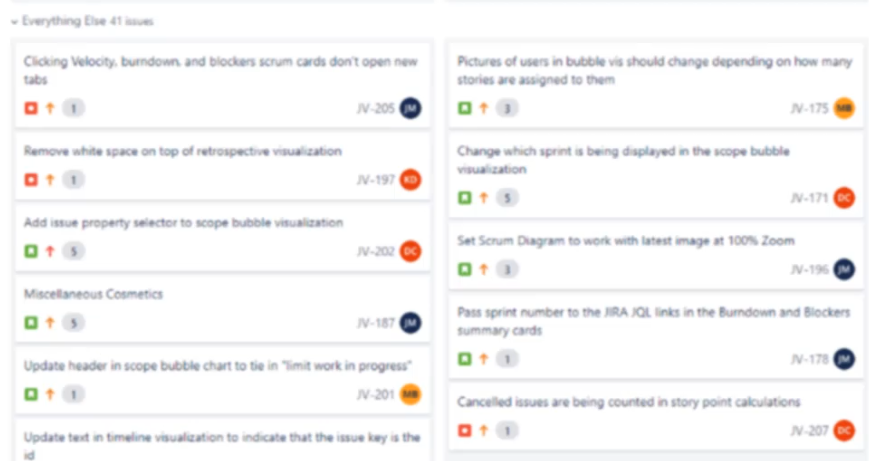 Everything Else 41 issues
Clicking Velocity, burndown, and blockers scrum cards don't open new
tabs
1
JV-205 JM
Remove white space on top of retrospective visualization
1
JV-197 KD
Add issue property selector to scope bubble visualization
5
JV-202 DC
Miscellaneous Cosmetics
5
JV-187 JM
Update header in scope bubble chart to tie in "limit work in progress"
1
JV-201 MB
Update text in timeline visualization to indicate that the issue key is the
id
Pictures of users in bubble vis should change depending on how many
stories are assigned to them
3
JV-175 MB
Change which sprint is being displayed in the scope bubble
visualization
5
JV-171 DC
Set Scrum Diagram to work with latest image at 100% Zoom
3
JV-196 JM
Pass sprint number to the JIRA JQL links in the Burndown and Blockers
summary cards
1
JV-178 JM
Cancelled issues are being counted in story point calculations
1
JV-207 DC